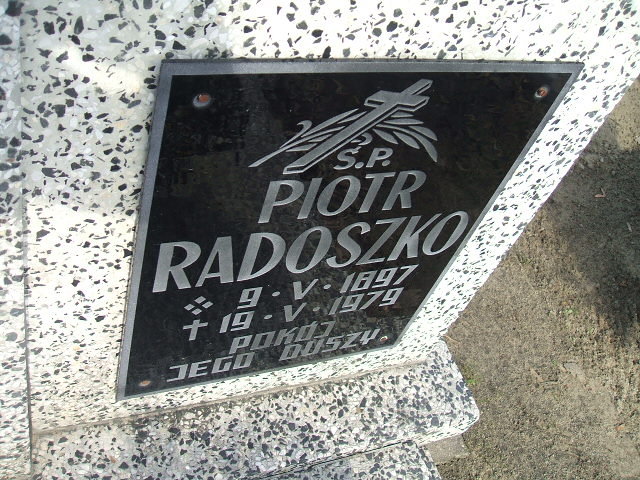 Ś.P.
PIOTR
RADOSZKO
9·V·1897
† 19·V·1979
POKÓJ
JEGO DUSZY